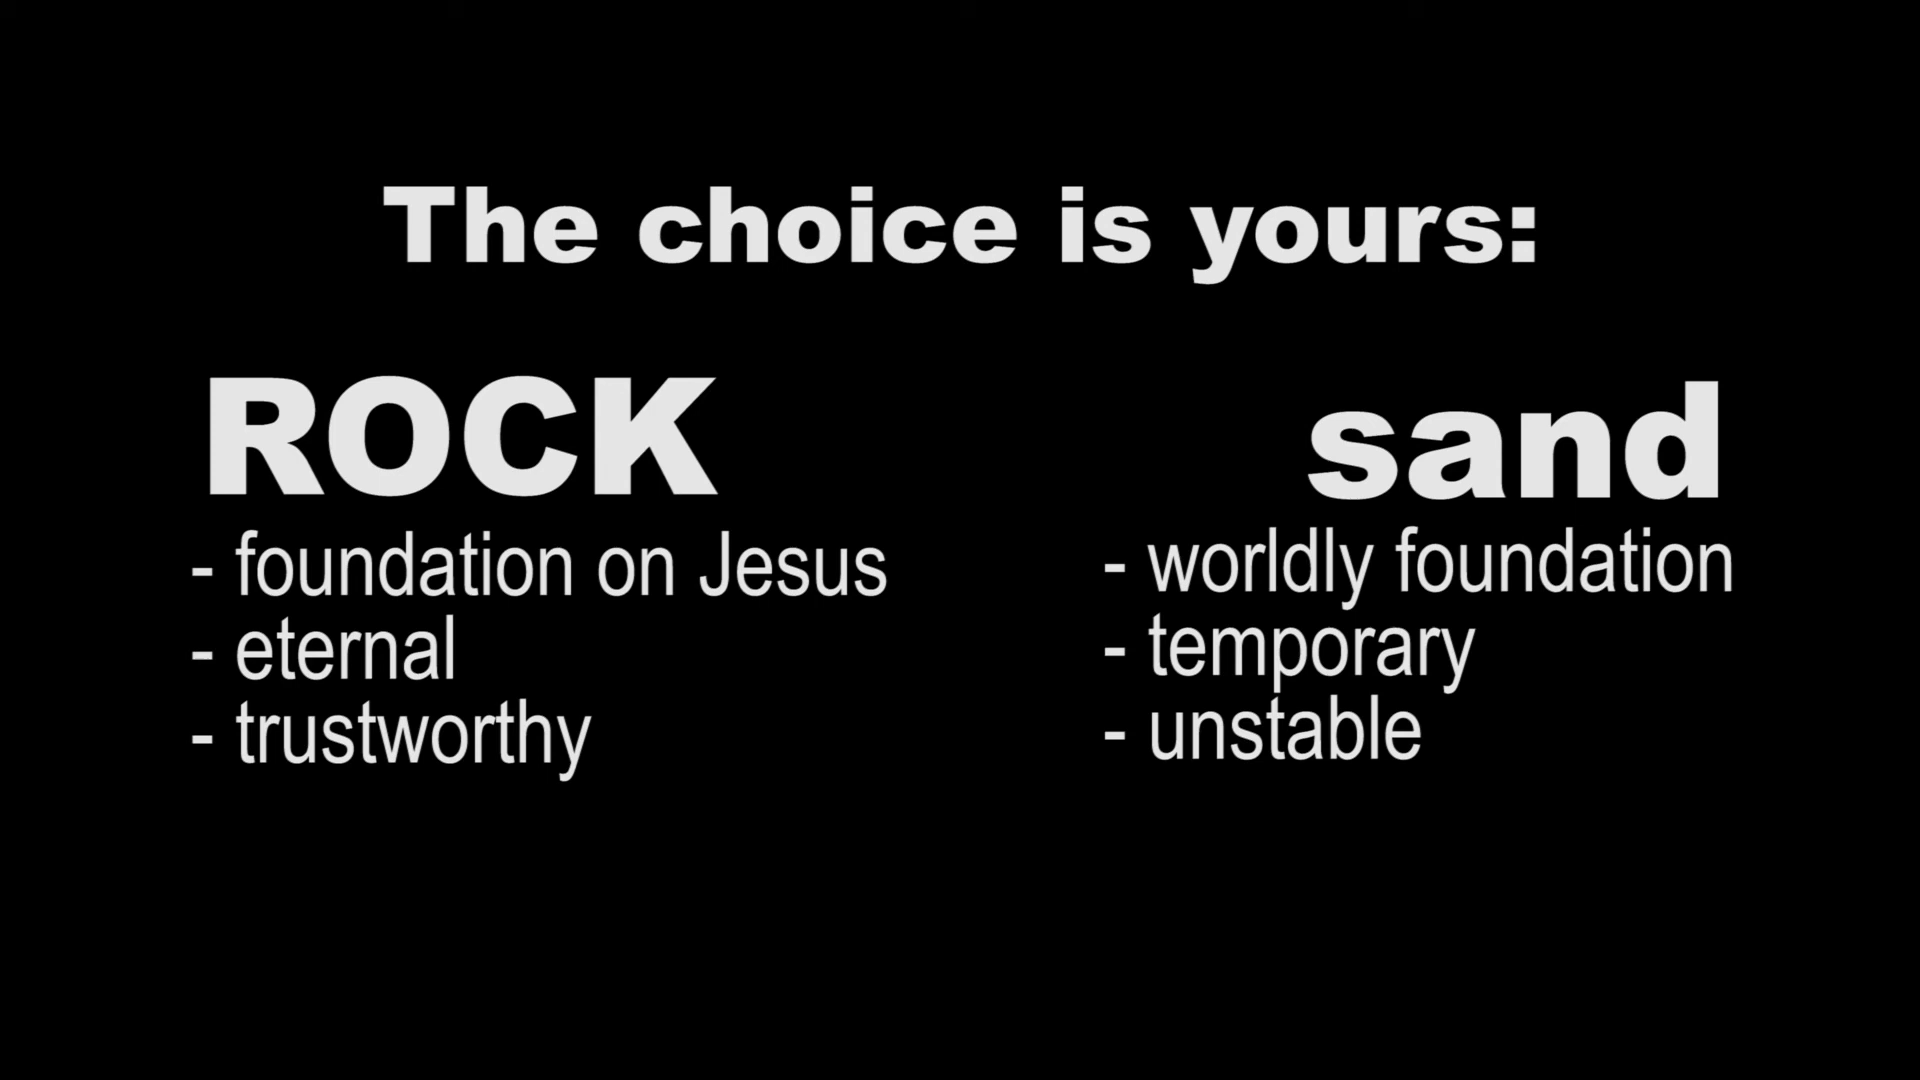 The choice is yours:
ROCK
- foundation on Jesus
- eternal
- trustworthy
sand
- worldly foundation
- temporary
- unstable